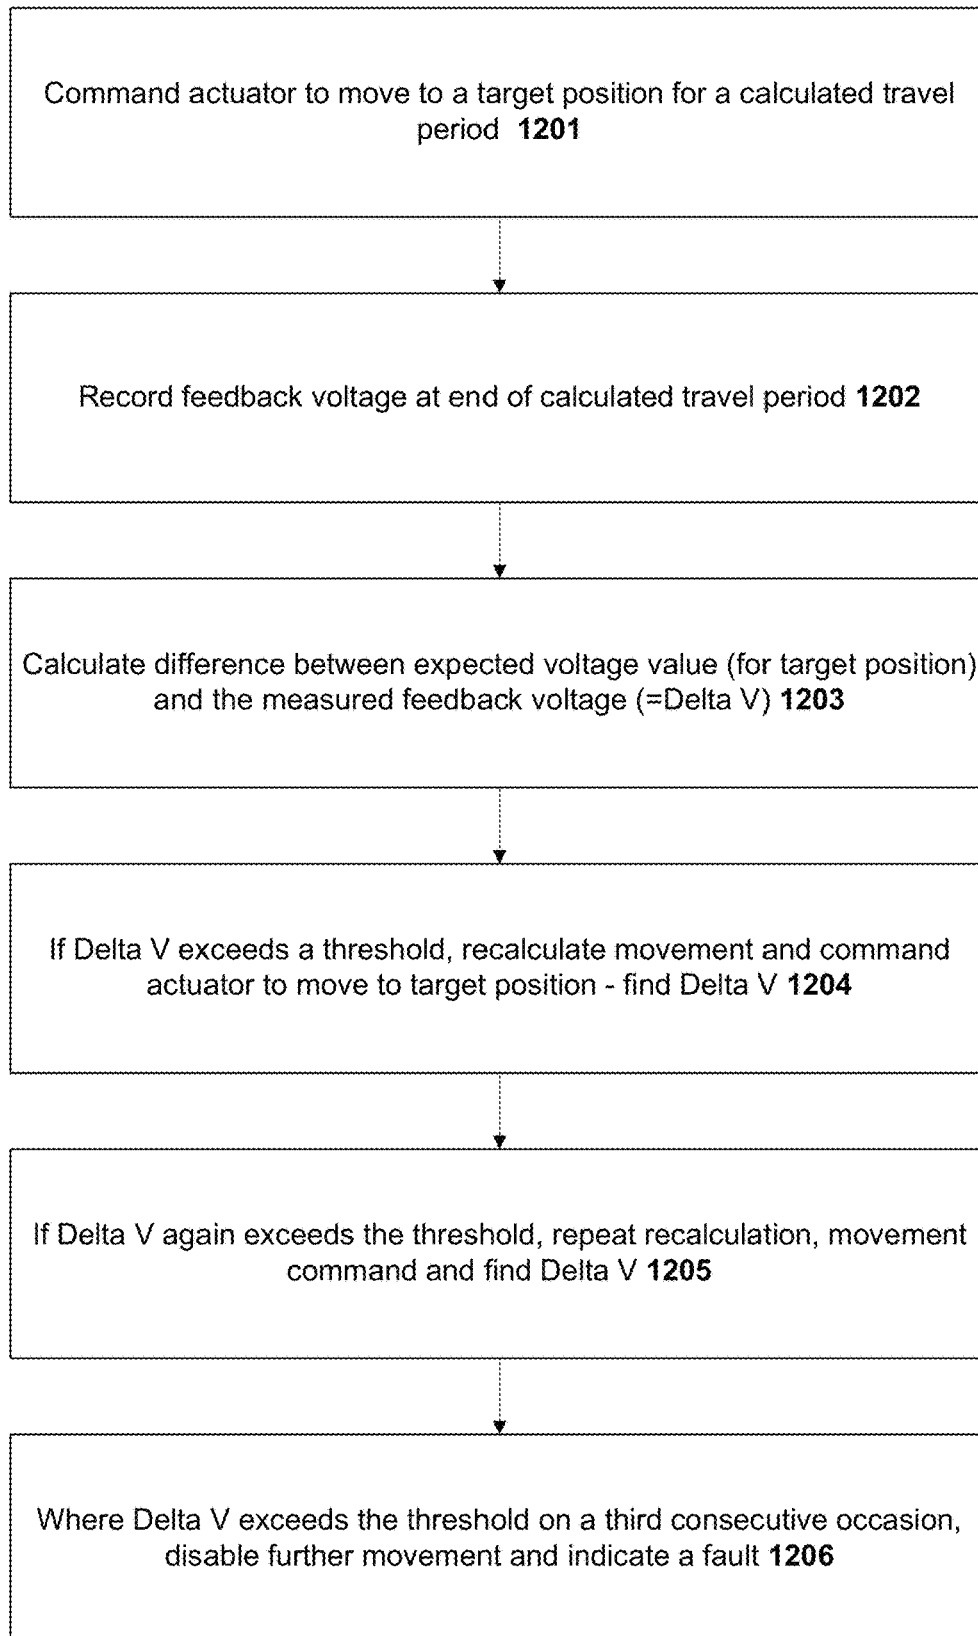 Command actuator to move to a target position for a calculated travel
period 1201
Record feedback voltage at end of calculated travel period 1202
Calculate difference between expected voltage value (for target position)
and the measured feedback voltage (=Delta V) 1203
If Delta V exceeds a threshold, recalculate movement and command
actuator to move to target position - find Delta V 1204
If Delta V again exceeds the threshold, repeat recalculation, movement
command and find Delta V 1205
Where Delta V exceeds the threshold on a third consecutive occasion,
disable further movement and indicate a fault 1206